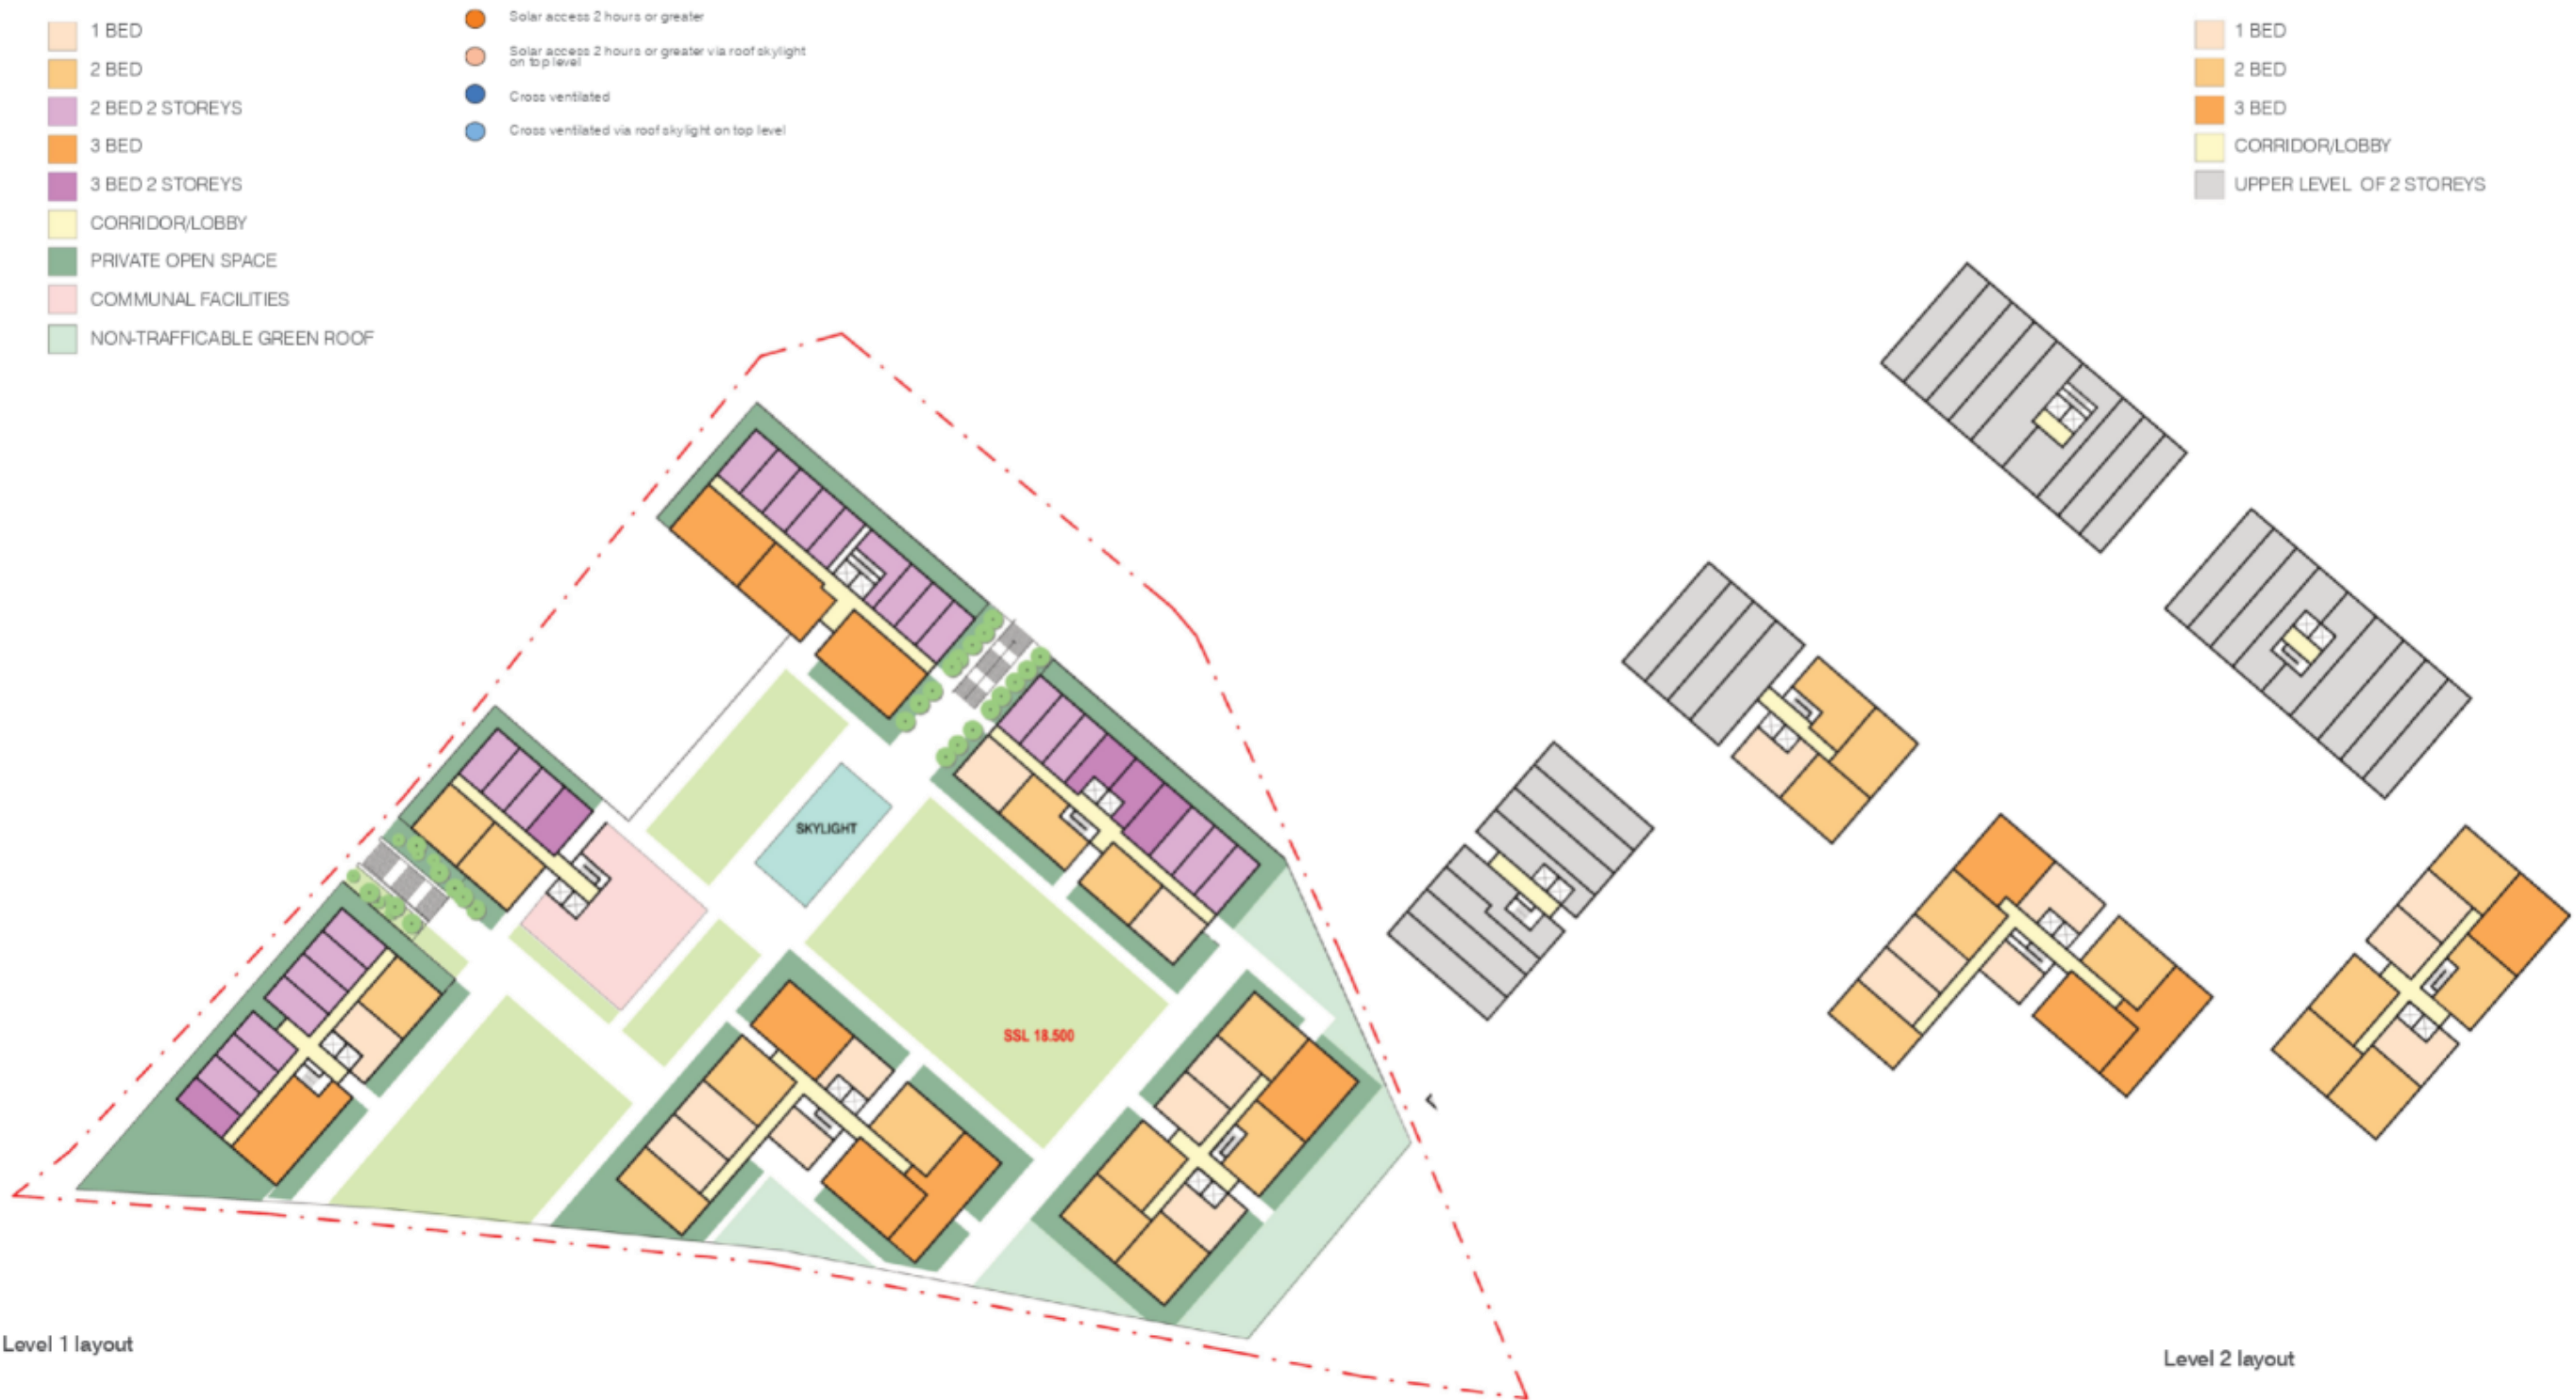 1 BED
2 BED
2 BED 2 STOREYS
3 BED
3 BED 2 STOREYS
CORRIDOR/LOBBY
PRIVATE OPEN SPACE
COMMUNAL FACILITIES
NON-TRAFFICABLE GREEN ROOF
Solar access 2 hours or greater
Solar access 2 hours or greater via roof skylight
on top level
Cross ventilated
Cross ventilated via roof skylight on top level
1 BED
2 BED
3 BED
CORRIDOR/LOBBY
UPPER LEVEL OF 2 STOREYS
SKYLIGHT
SSL 18.500
Level 1 layout
Level 2 layout